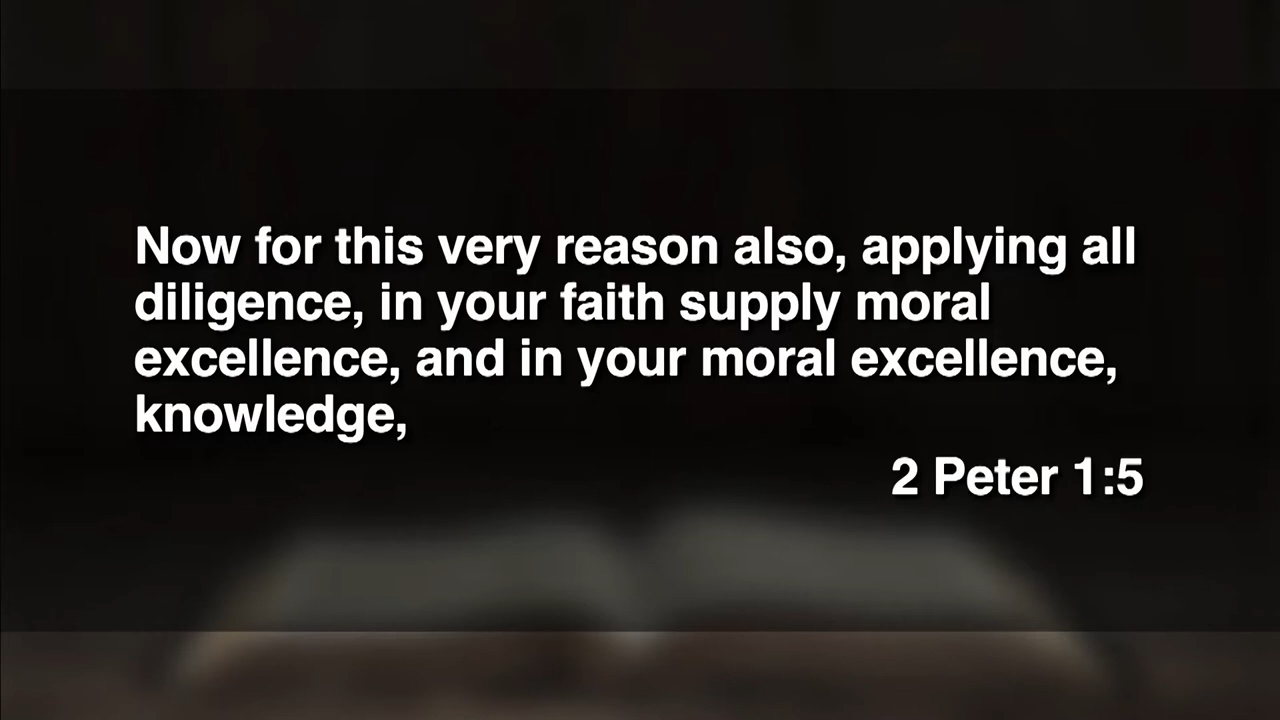 Now for this very reason also, applying all
diligence, in your faith supply moral
excellence, and in your moral excellence,
knowledge,
2 Peter 1:5